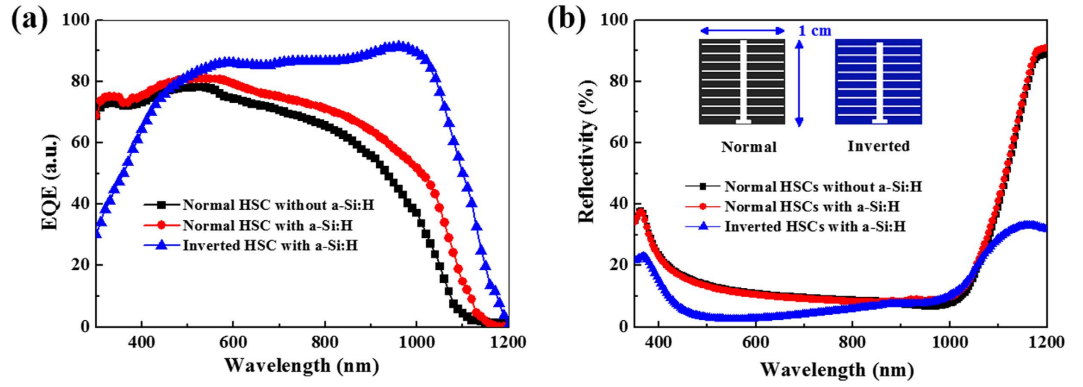 (a)
EQE (a.u.)
100
80
60
40
20
0
Normal HSC without a-Si:H
Normal HSC with a-Si:H
Inverted HSC with a-Si:H
400 600 800 1000 1200
Wavelength (nm)
(b)
Reflectivity (%)
100
80
60
40
20
0
1 cm
Normal Inverted
Normal HSCs without a-Si:H
Normal HSCs with a-Si:H
Inverted HSCs with a-Si:H
400 600 800 1000 1200
Wavelength (nm)